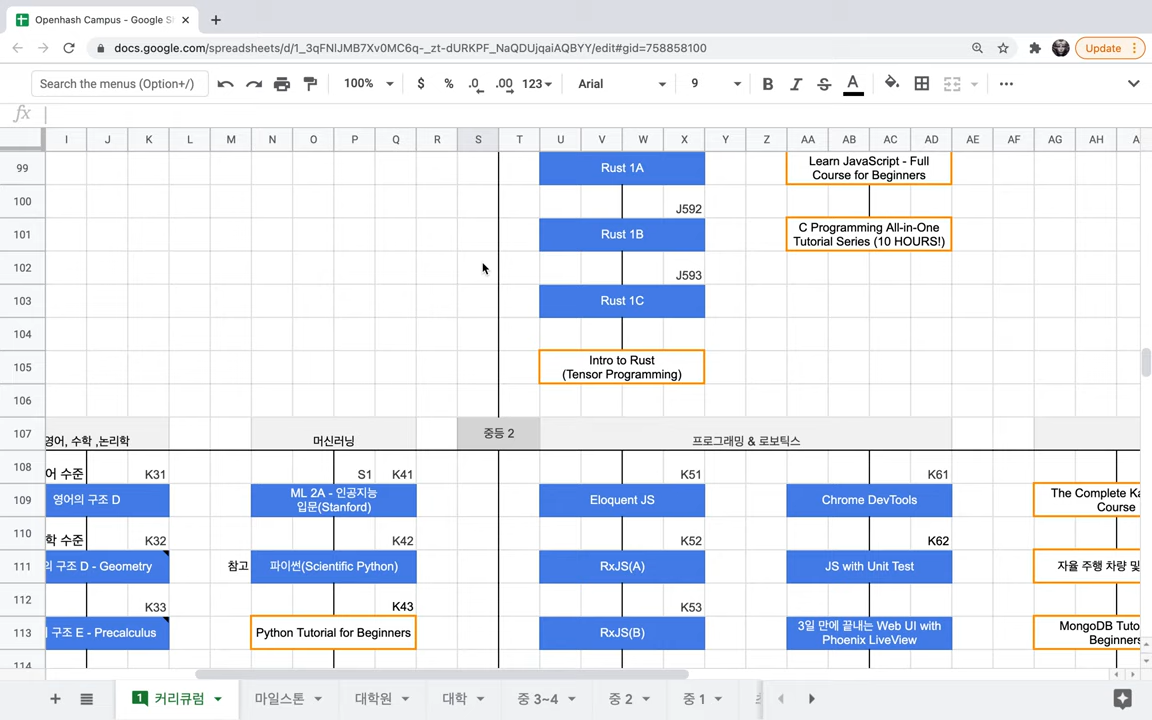 Openhash Campus - Google S
docs.google.com/spreadsheets/d/1_3qFNIJMB7Xv0MC6q-_zt-dURKPF_NaQDUjqaiAQBYY/edit#gid=758858100
Update
Search the menus (Option+/)
100%
$
%
.0
.00
123
Arial
9
B
I
S
A
fx
I J K L M N O P Q R S T U V W X Y Z AA AB AC AD AE AF AG AH A
99
Rust 1A
Learn JavaScript - Full
Course for Beginners
100
J592
101
Rust 1B
C Programming All-in-One
Tutorial Series (10 HOURS!)
102
J593
103
Rust 1C
104
105
Intro to Rust
(Tensor Programming)
106
107
영어, 수학 ,논리학
머신러닝
중등 2
프로그래밍 & 로보틱스
108
어 수준
K31
S1
K41
K51
K61
109
영어의 구조 D
ML 2A - 인공지능
입문(Stanford)
Eloquent JS
Chrome DevTools
The Complete Ka
Course
110
학 수준
K32
K42
K52
K62
111
의 구조 D - Geometry
참고
파이썬(Scientific Python)
RxJS(A)
JS with Unit Test
자율 주행 차량 및
112
K33
K43
K53
113
구조 E - Precalculus
Python Tutorial for Beginners
RxJS(B)
3일 만에 끝내는 Web UI with
Phoenix LiveView
MongoDB Tuto
Beginners
114
1
커리큘럼
마일스톤
대학원
대학
중 3~4
중 2
중 1